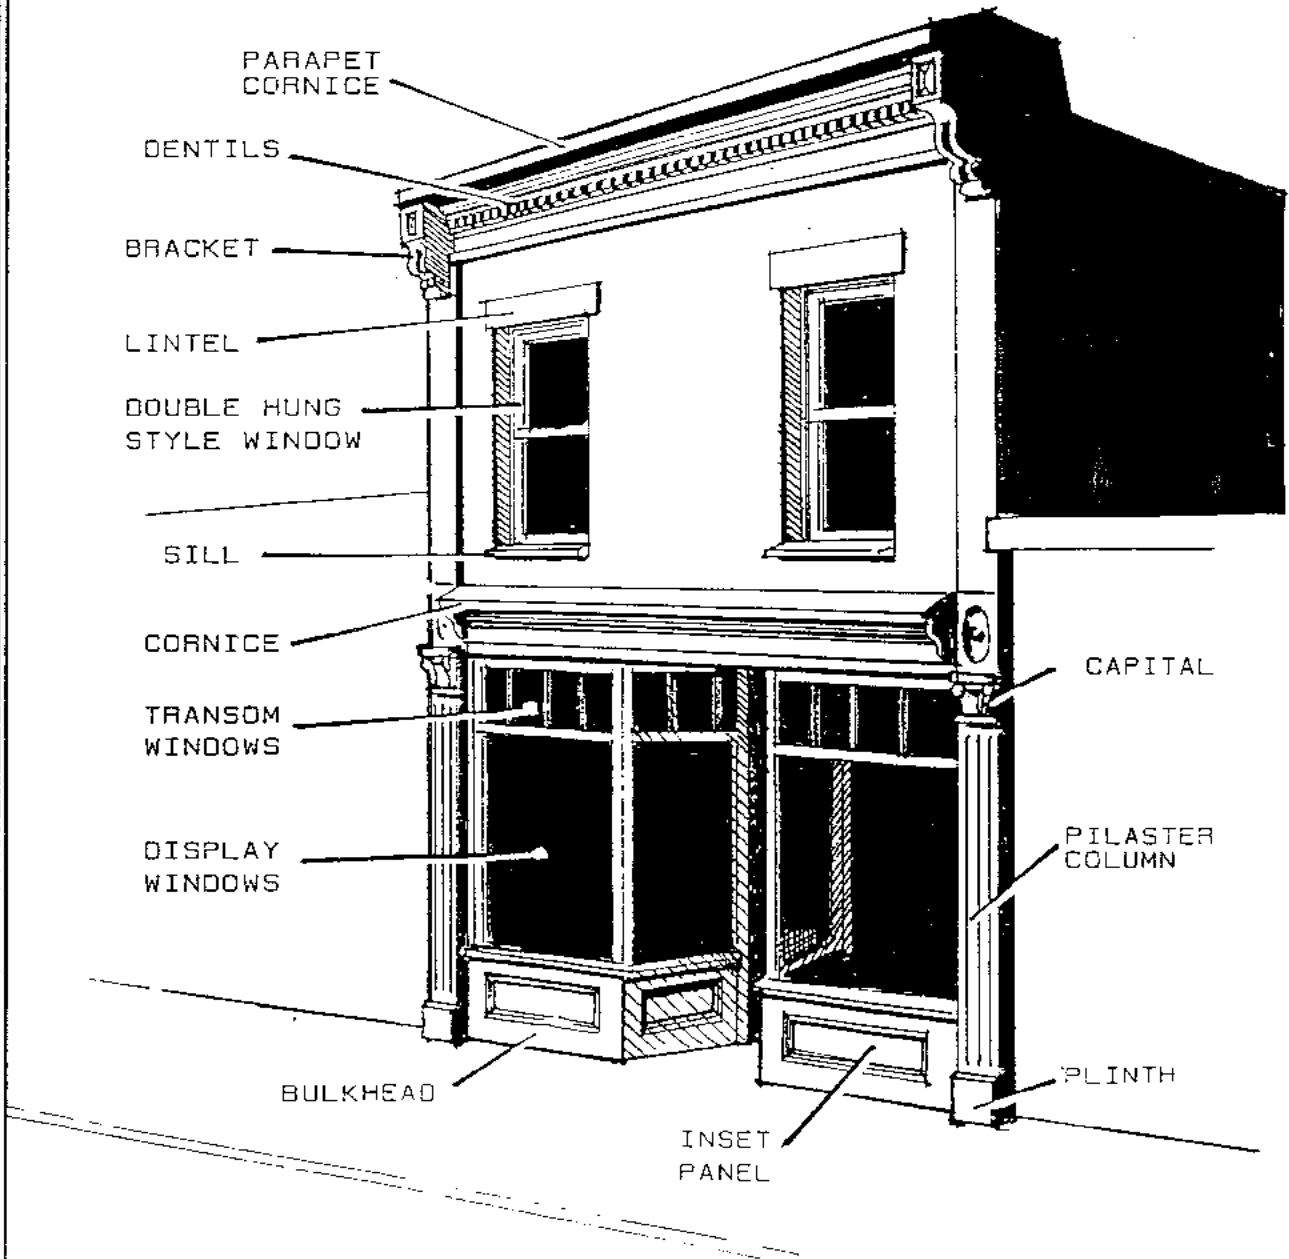 PARAPET
CORNICE
DENTILS
BRACKET
LINTEL
DOUBLE HUNG
STYLE WINDOW
SILL
CORNICE
CAPITAL
TRANSOM
WINDOWS
PILASTER
COLUMN
DISPLAY
WINDOWS
BULKHEAD
PLINTH
INSET
PANEL